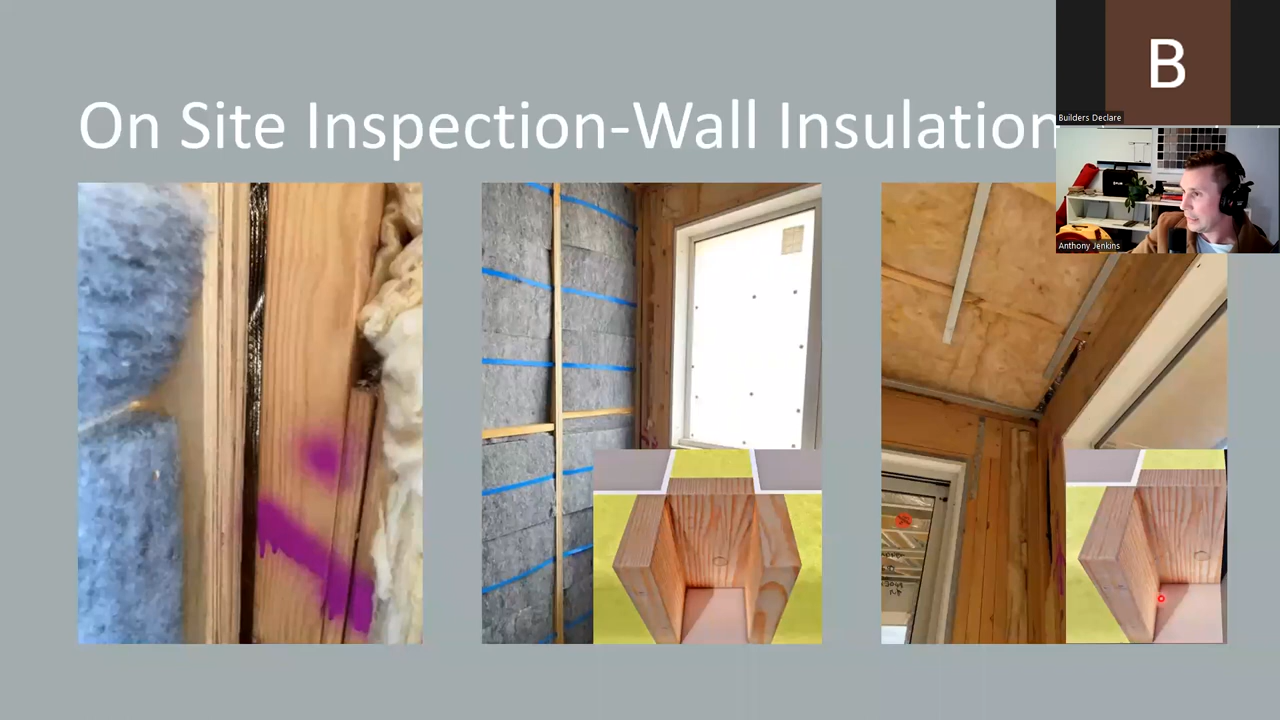 On Site Inspection-Wall Insulation
B
Builders Declare
Anthony Jenkins